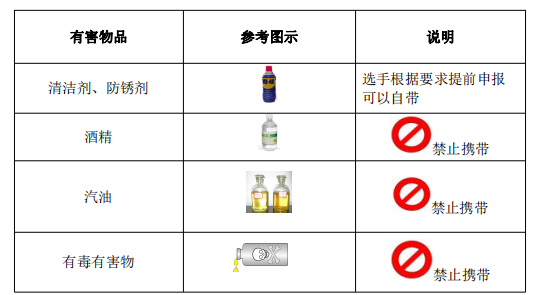 有害物品 参考图示 说明
清洁剂、防锈剂 选手根据要求提前申报
可以自带
酒精 禁止携带
汽油 禁止携带
有毒有害物 禁止携带